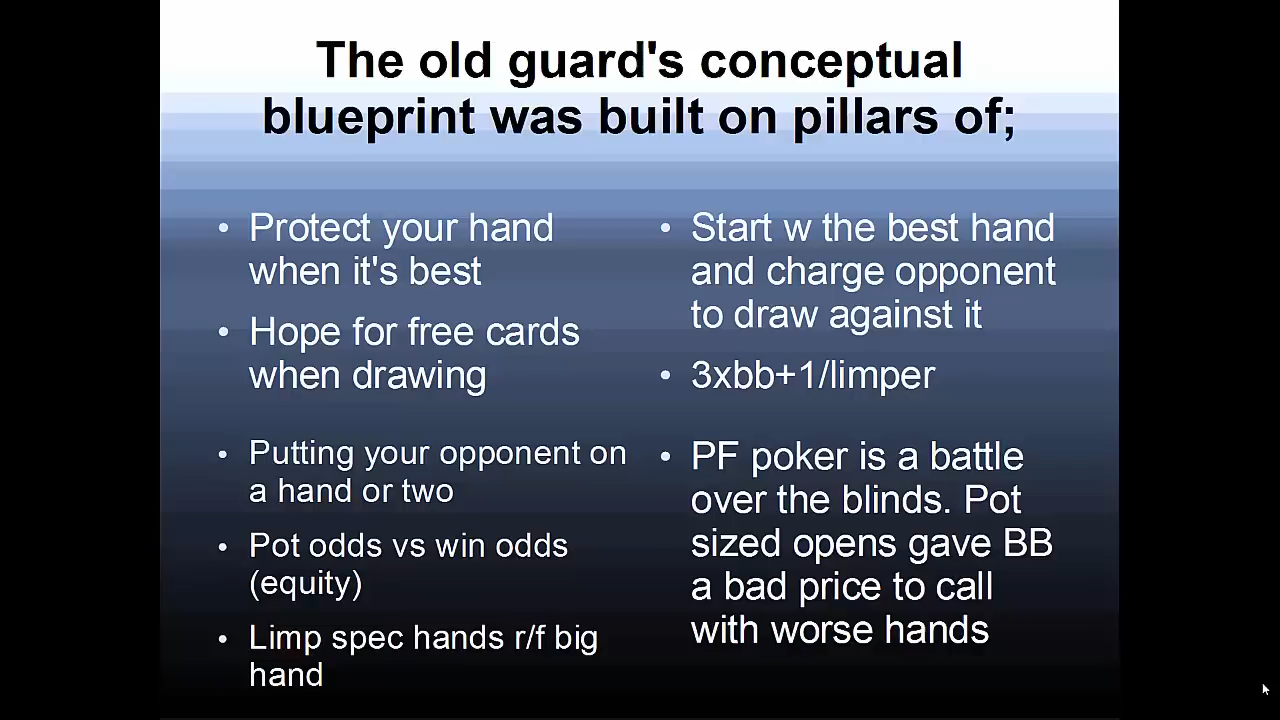 The old guard's conceptual
blueprint was built on pillars of;
• Protect your hand
when it's best
• Hope for free cards
when drawing
• Putting your opponent on
a hand or two
• Pot odds vs win odds
(equity)
• Limp spec hands r/f big
hand
• Start w the best hand
and charge opponent
to draw against it
• 3xbb+1/limper
• PF poker is a battle
over the blinds. Pot
sized opens gave BB
a bad price to call
with worse hands